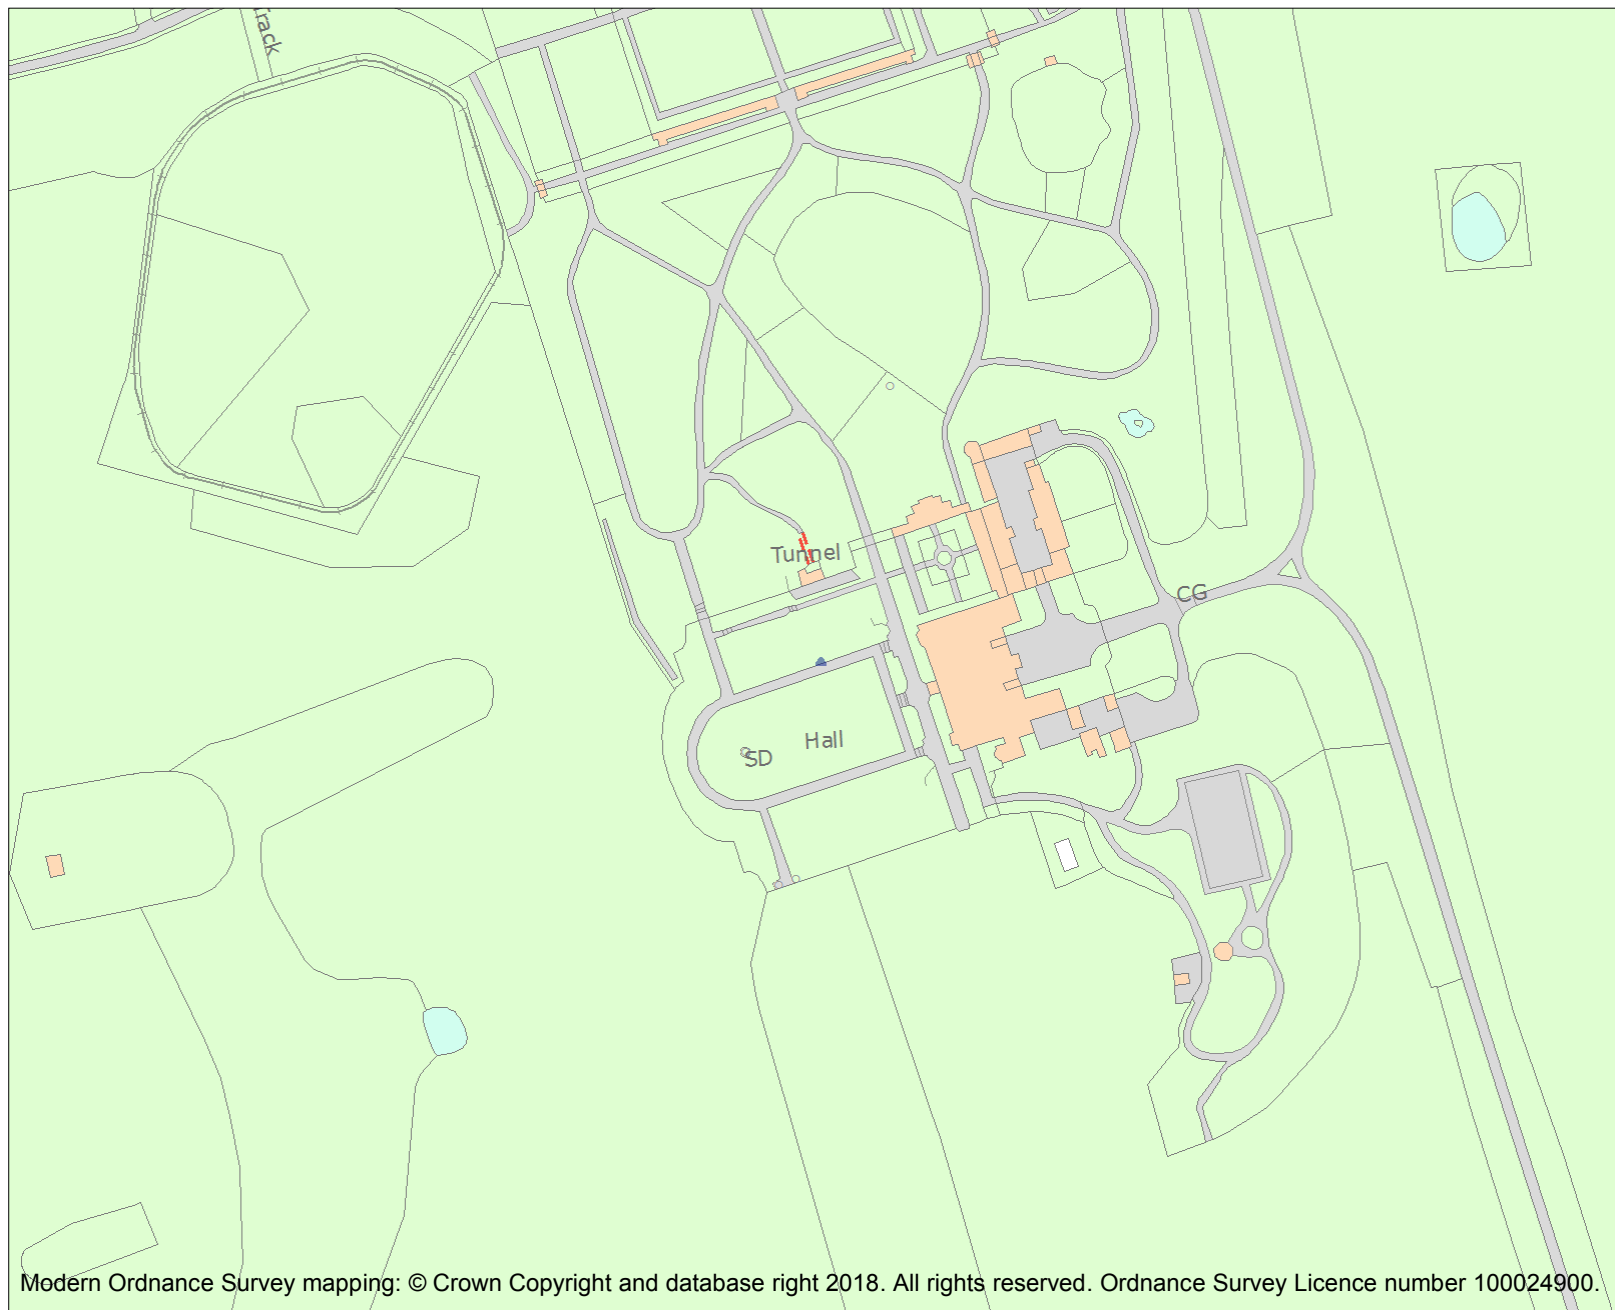 Track
Tunnel
CG
Hall
SD
Modern Ordnance Survey mapping: © Crown Copyright and database right 2018. All rights reserved. Ordnance Survey Licence number 100024900.